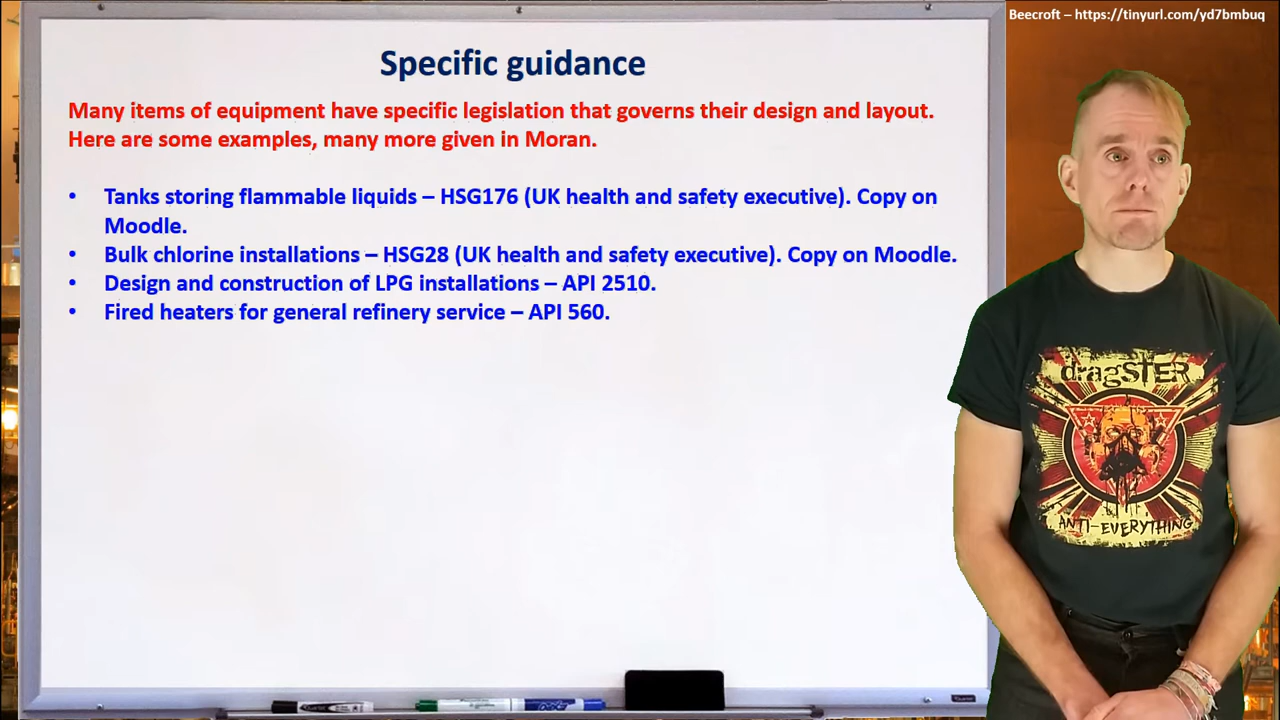 Beecroft – https://tinyurl.com/yd7bmbuq
Specific guidance
Many items of equipment have specific legislation that governs their design and layout.
Here are some examples, many more given in Moran.
• Tanks storing flammable liquids – HSG176 (UK health and safety executive). Copy on
Moodle.
• Bulk chlorine installations – HSG28 (UK health and safety executive). Copy on Moodle.
• Design and construction of LPG installations – API 2510.
• Fired heaters for general refinery service – API 560.
dragSTER
ANTI-EVERYTHING